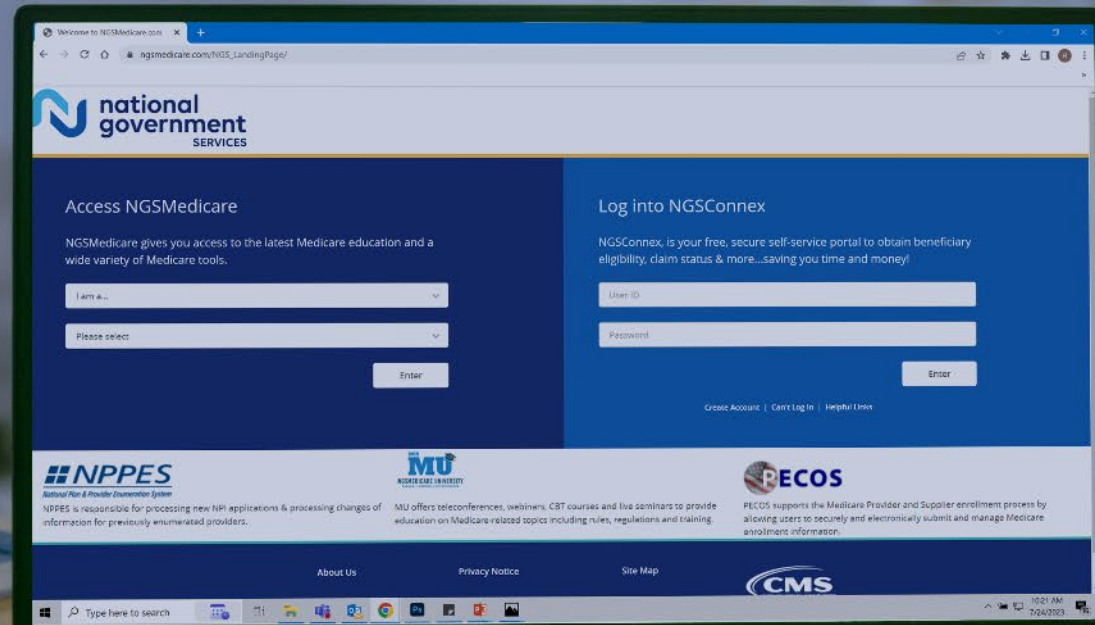 Welcome to NGSMedicare.com
ngsmedicare.com/NGS_LandingPage/
national
government
SERVICES
Access NGSMedicare
NGSMedicare gives you access to the latest Medicare education and a
wide variety of Medicare tools.
I am a...
Please select
Enter
Log into NGSConnex
NGSConnex, is your free, secure self-service portal to obtain beneficiary
eligibility, claim status & more...saving you time and money!
User ID
Password
Enter
Create Account | Can't Log In | Helpful Links
NPPES
National Plan & Provider Enumeration System
NPPES is responsible for processing new NPI applications & processing changes of
information for previously enumerated providers.
MU
NGSMEDICARE UNIVERSITY
MU offers teleconferences, webinars, CBT courses and live seminars to provide
education on Medicare-related topics including rules, regulations and training.
PECOS
PECOS supports the Medicare Provider and Supplier enrollment process by
allowing users to securely and electronically submit and manage Medicare
enrollment information.
About Us
Privacy Notice
Site Map
CMS
Type here to search
Ps
10:21 AM
7/24/2023